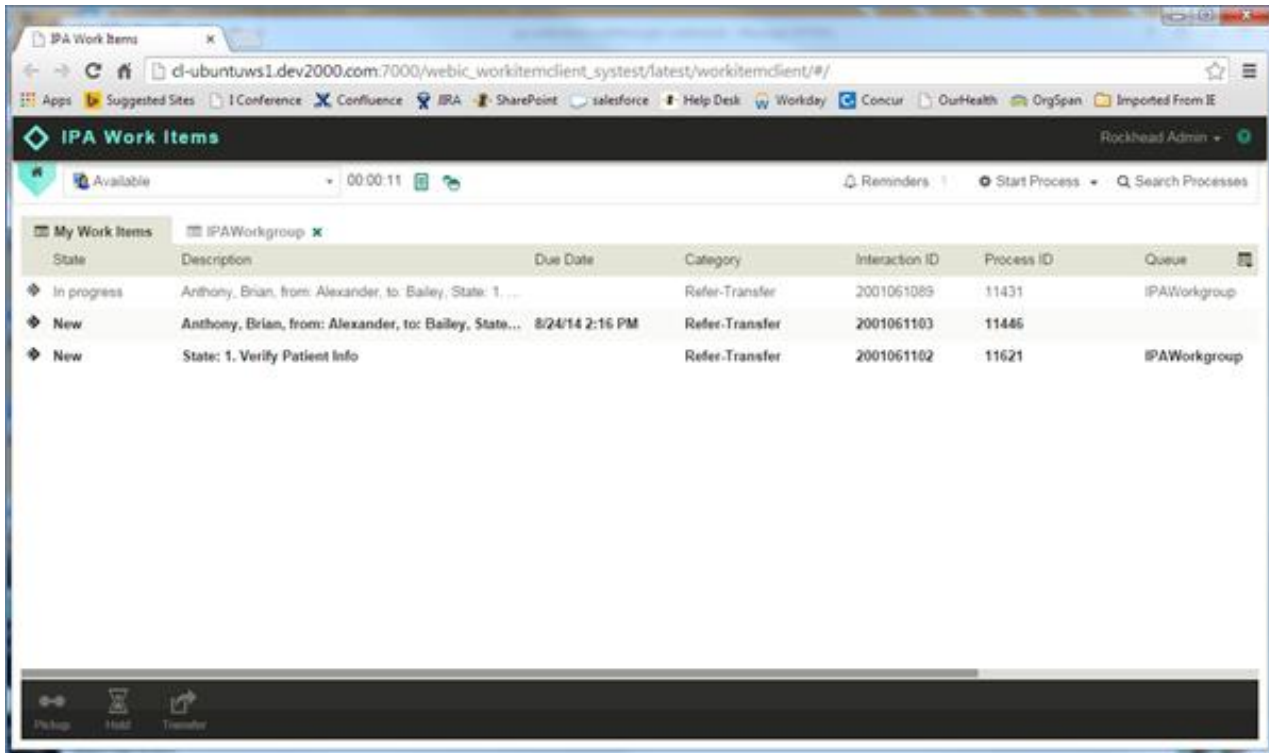 IPA Work Items
cl-ubuntuws1.dev2000.com:7000/webic_workitemclient_systest/latest/workitemclient/#/
Apps Suggested Sites I Conference Confluence JIRA SharePoint salesforce Help Desk Workday Concur OurHealth OrgSpan Imported From IE
IPA Work Items Rockhead Admin
Available 00:00:11 Reminders Start Process Search Processes
My Work Items IPAWorkgroup
State Description Due Date Category Interaction ID Process ID Queue
In progress Anthony, Brian, from: Alexander, to: Bailey, State: 1. ... Refer-Transfer 2001061089 11431 IPAWorkgroup
New Anthony, Brian, from: Alexander, to: Bailey, State... 8/24/14 2:16 PM Refer-Transfer 2001061103 11446
New State: 1. Verify Patient Info Refer-Transfer 2001061102 11621 IPAWorkgroup
Pickup Hold Transfer